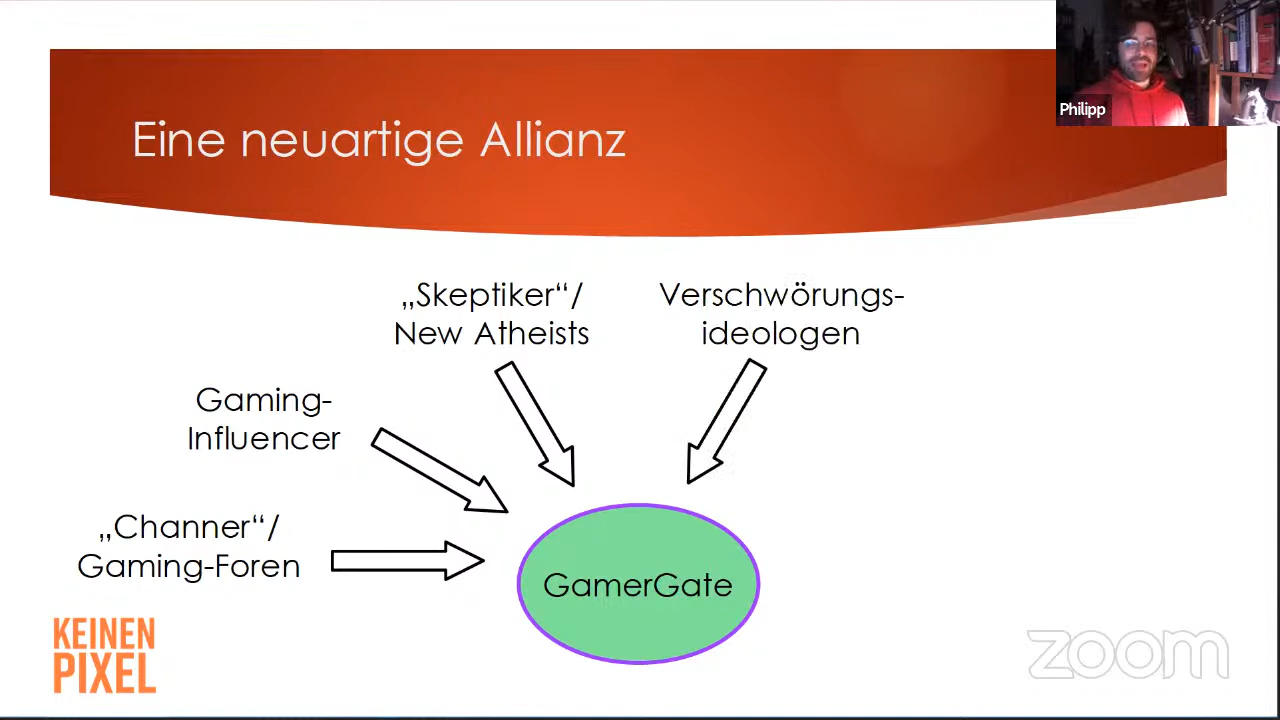 Philipp
Eine neuartige Allianz
„Skeptiker“/
New Atheists
Verschwörungs-
ideologen
Gaming-
Influencer
„Channer“/
Gaming-Foren
GamerGate
KEINEN
PIXEL
zoom